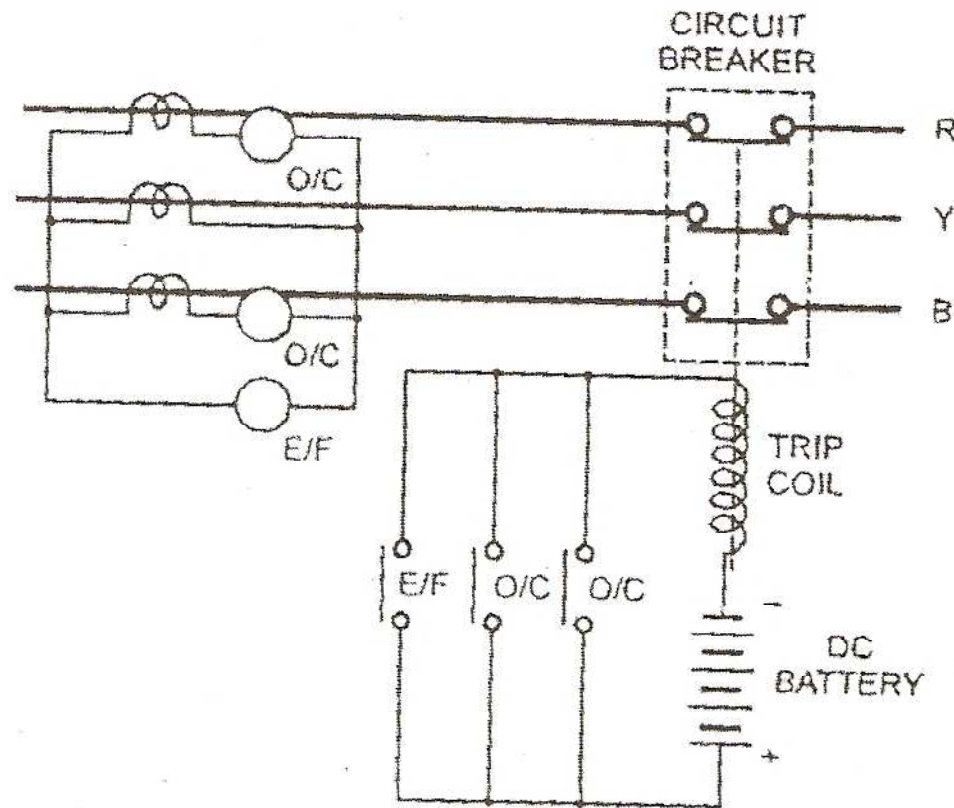 CIRCUIT
BREAKER
R
O/C
Y
B
O/C
E/F
TRIP
COIL
E/F
O/C
O/C
-
DC
BATTERY
+